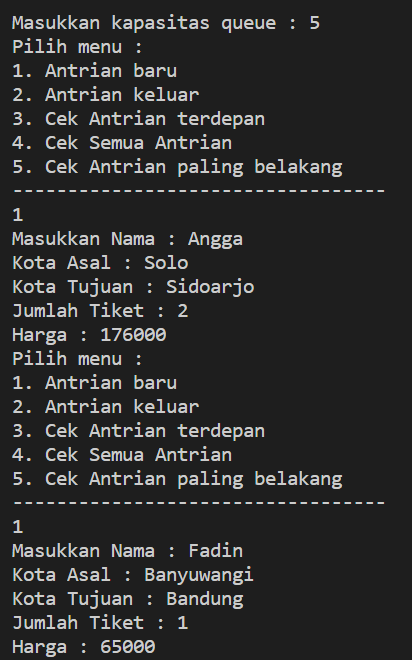 Masukkan kapasitas queue : 5
Pilih menu :
1. Antrian baru
2. Antrian keluar
3. Cek Antrian terdepan
4. Cek Semua Antrian
5. Cek Antrian paling belakang
----------------------------------
1
Masukkan Nama : Angga
Kota Asal : Solo
Kota Tujuan : Sidoarjo
Jumlah Tiket : 2
Harga : 176000
Pilih menu :
1. Antrian baru
2. Antrian keluar
3. Cek Antrian terdepan
4. Cek Semua Antrian
5. Cek Antrian paling belakang
----------------------------------
1
Masukkan Nama : Fadin
Kota Asal : Banyuwangi
Kota Tujuan : Bandung
Jumlah Tiket : 1
Harga : 65000